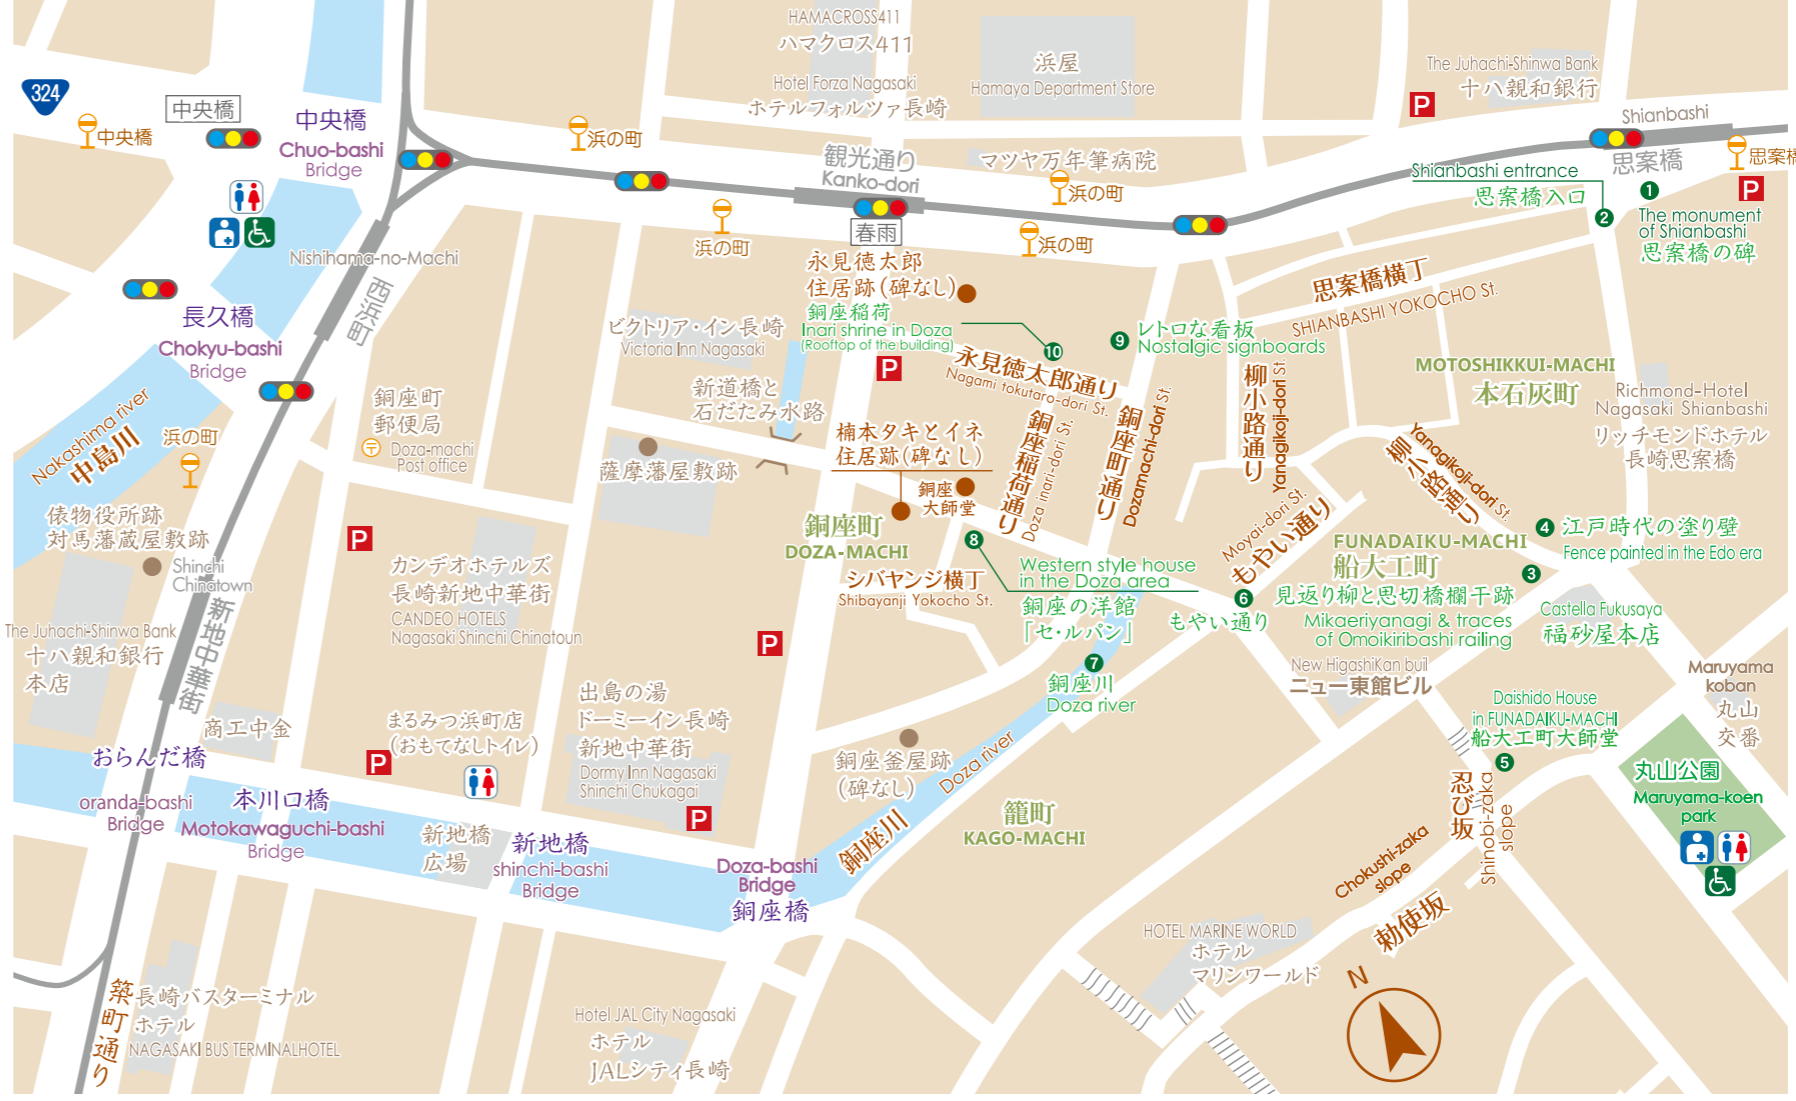 HAMACROSS411
ハマクロス411
Hotel Forza Nagasaki
ホテルフォルツァ長崎
浜屋
Hamaya Department Store
The Juhachi-Shinwa Bank
十八親和銀行
P
324
中央橋
中央橋
中央橋
Chuo-bashi
Bridge
浜の町
観光通り
Kanko-dori
春雨
マツヤ万年筆病院
浜の町
浜の町
浜の町
Shianbashi
思案橋
思案橋
P
Shianbashi entrance
思案橋入口
2
1
The monument
of Shianbashi
思案橋の碑
Nishihama-no-Machi
西浜町
長久橋
Chokyu-bashi
Bridge
永見徳太郎
住居跡(碑なし)
銅座稲荷
Inari shrine in Doza
(Rooftop of the building)
10
P
ビクトリア・イン長崎
Victoria Inn Nagasaki
9
レトロな看板
Nostalgic signboards
思案橋横丁
SHIANBASHI YOKOCHO St.
永見徳太郎通り
Nagami tokutaro-dori St.
MOTOSHIKKUI-MACHI
本石灰町
Richmond-Hotel
Nagasaki Shianbashi
リッチモンドホテル
長崎思案橋
Nakashima river
中島川
浜の町
銅座町
郵便局
Doza-machi
Post office
新道橋と
石だたみ水路
薩摩藩屋敷跡
楠本タキとイネ
住居跡(碑なし)
銅座
大師堂
銅座稲荷通り
Doza inari-dori St.
銅座町通り
Dozamachi-dori St.
柳小路通り
Yanagikoji-dori St
柳小路通り
Yanagikoji-dori St.
Moyai-dori St.
もやい通り
俵物役所跡
対馬藩蔵屋敷跡
Shinchi
Chinatown
新地中華街
P
カンデオホテルズ
長崎新地中華街
CANDEO HOTELS
Nagasaki Shinchi Chinatoun
銅座町
DOZA-MACHI
8
シバヤンジ横丁
Shibayanji Yokocho St.
Western style house
in the Doza area
銅座の洋館
「セ・ルパン」
6
もやい通り
FUNADAIKU-MACHI
船大工町
4
江戸時代の塗り壁
Fence painted in the Edo era
3
見返り柳と思切橋欄干跡
Mikaeriyanagi & traces
of Omoikiribashi railing
Castella Fukusaya
福砂屋本店
The Juhachi-Shinwa Bank
十八親和銀行
本店
P
7
銅座川
Doza river
New HigashiKan buil
ニュー東館ビル
Maruyama
koban
丸山
交番
Daishido House
in FUNADAIKU-MACHI
船大工町大師堂
5
商工中金
まるみつ浜町店
(おもてなしトイレ)
P
出島の湯
ドーミーイン長崎
新地中華街
Dormy Inn Nagasaki
Shinchi Chukagai
P
銅座釜屋跡
(碑なし)
Doza river
銅座川
籠町
KAGO-MACHI
丸山公園
Maruyama-koen
park
忍び坂
Shinobi-zaka
slope
Chokushi-zaka
slope
勅使坂
おらんだ橋
oranda-bashi
Bridge
本川口橋
Motokawaguchi-bashi
Bridge
新地橋
広場
新地橋
shinchi-bashi
Bridge
Doza-bashi
Bridge
銅座橋
HOTEL MARINE WORLD
ホテル
マリンワールド
N
築町通り
長崎バスターミナル
ホテル
NAGASAKI BUS TERMINALHOTEL
Hotel JAL City Nagasaki
ホテル
JALシティ長崎